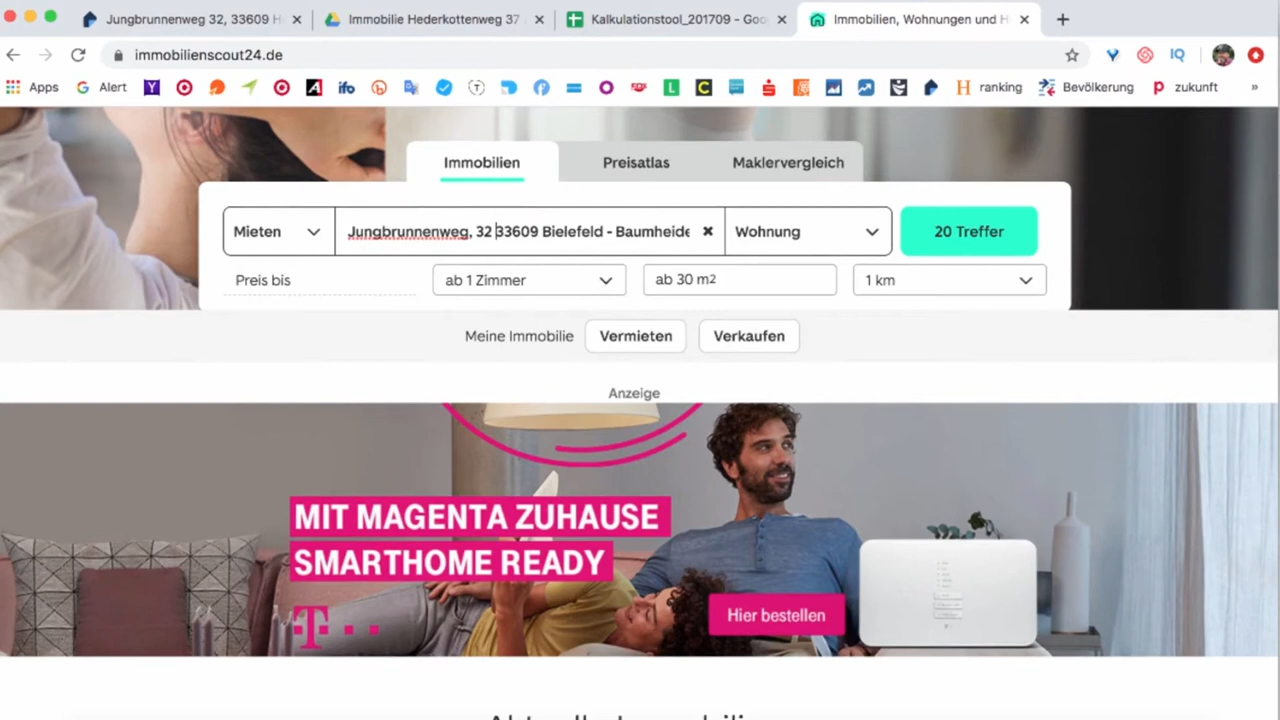 Jungbrunnenweg 32, 33609
Immobilie Hederkottenweg 37
Kalkulationstool_201709 - Goo
Immobilien, Wohnungen und H
immobilienscout24.de
IQ
Apps
Alert
ifo
ranking
Bevölkerung
zukunft
»
Immobilien
Preisatlas
Maklervergleich
Mieten
Jungbrunnenweg, 32 33609 Bielefeld - Baumheide
Wohnung
20 Treffer
Preis bis
ab 1 Zimmer
ab 30 m2
1 km
Meine Immobilie
Vermieten
Verkaufen
Anzeige
MIT MAGENTA ZUHAUSE
SMARTHOME READY
T
Hier bestellen